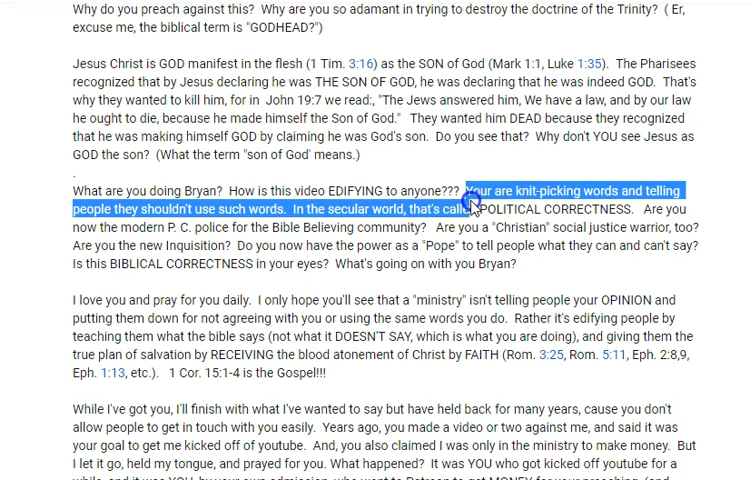 Why do you preach against this?  Why are you so adamant in trying to destroy the doctrine of the Trinity?  ( Er,
excuse me, the biblical term is "GODHEAD?")
Jesus Christ is GOD manifest in the flesh (1 Tim. 3:16) as the SON of God (Mark 1:1, Luke 1:35).  The Pharisees
recognized that by Jesus declaring he was THE SON OF GOD, he was declaring that he was indeed GOD.  That's
why they wanted to kill him, for in  John 19:7 we read:, "The Jews answered him, We have a law, and by our law
he ought to die, because he made himself the Son of God."   They wanted him DEAD because they recognized
that he was making himself GOD by claiming he was God's son.  Do you see that?  Why don't YOU see Jesus as
GOD the son?  (What the term "son of God' means.)
.
What are you doing Bryan?  How is this video EDIFYING to anyone???  Your are knit-picking words and telling
people they shouldn't use such words.  In the secular world, that's calle POLITICAL CORRECTNESS.   Are you
now the modern P. C. police for the Bible Believing community?   Are you a "Christian" social justice warrior, too?
Are you the new Inquisition?  Do you now have the power as a "Pope" to tell people what they can and can't say?
Is this BIBLICAL CORRECTNESS in your eyes?  What's going on with you Bryan?
I love you and pray for you daily.  I only hope you'll see that a "ministry" isn't telling people your OPINION and
putting them down for not agreeing with you or using the same words you do.  Rather it's edifying people by
teaching them what the bible says (not what it DOESN'T SAY, which is what you are doing), and giving them the
true plan of salvation by RECEIVING the blood atonement of Christ by FAITH (Rom. 3:25, Rom. 5:11, Eph. 2:8,9,
Eph. 1:13, etc.).   1 Cor. 15:1-4 is the Gospel!!!
While I've got you, I'll finish with what I've wanted to say but have held back for many years, cause you don't
allow people to get in touch with you easily.  Years ago, you made a video or two against me, and said it was
your goal to get me kicked off of youtube.  And, you also claimed I was only in the ministry to make money.  But
I let it go, held my tongue, and prayed for you. What happened?  It was YOU who got kicked off youtube for a